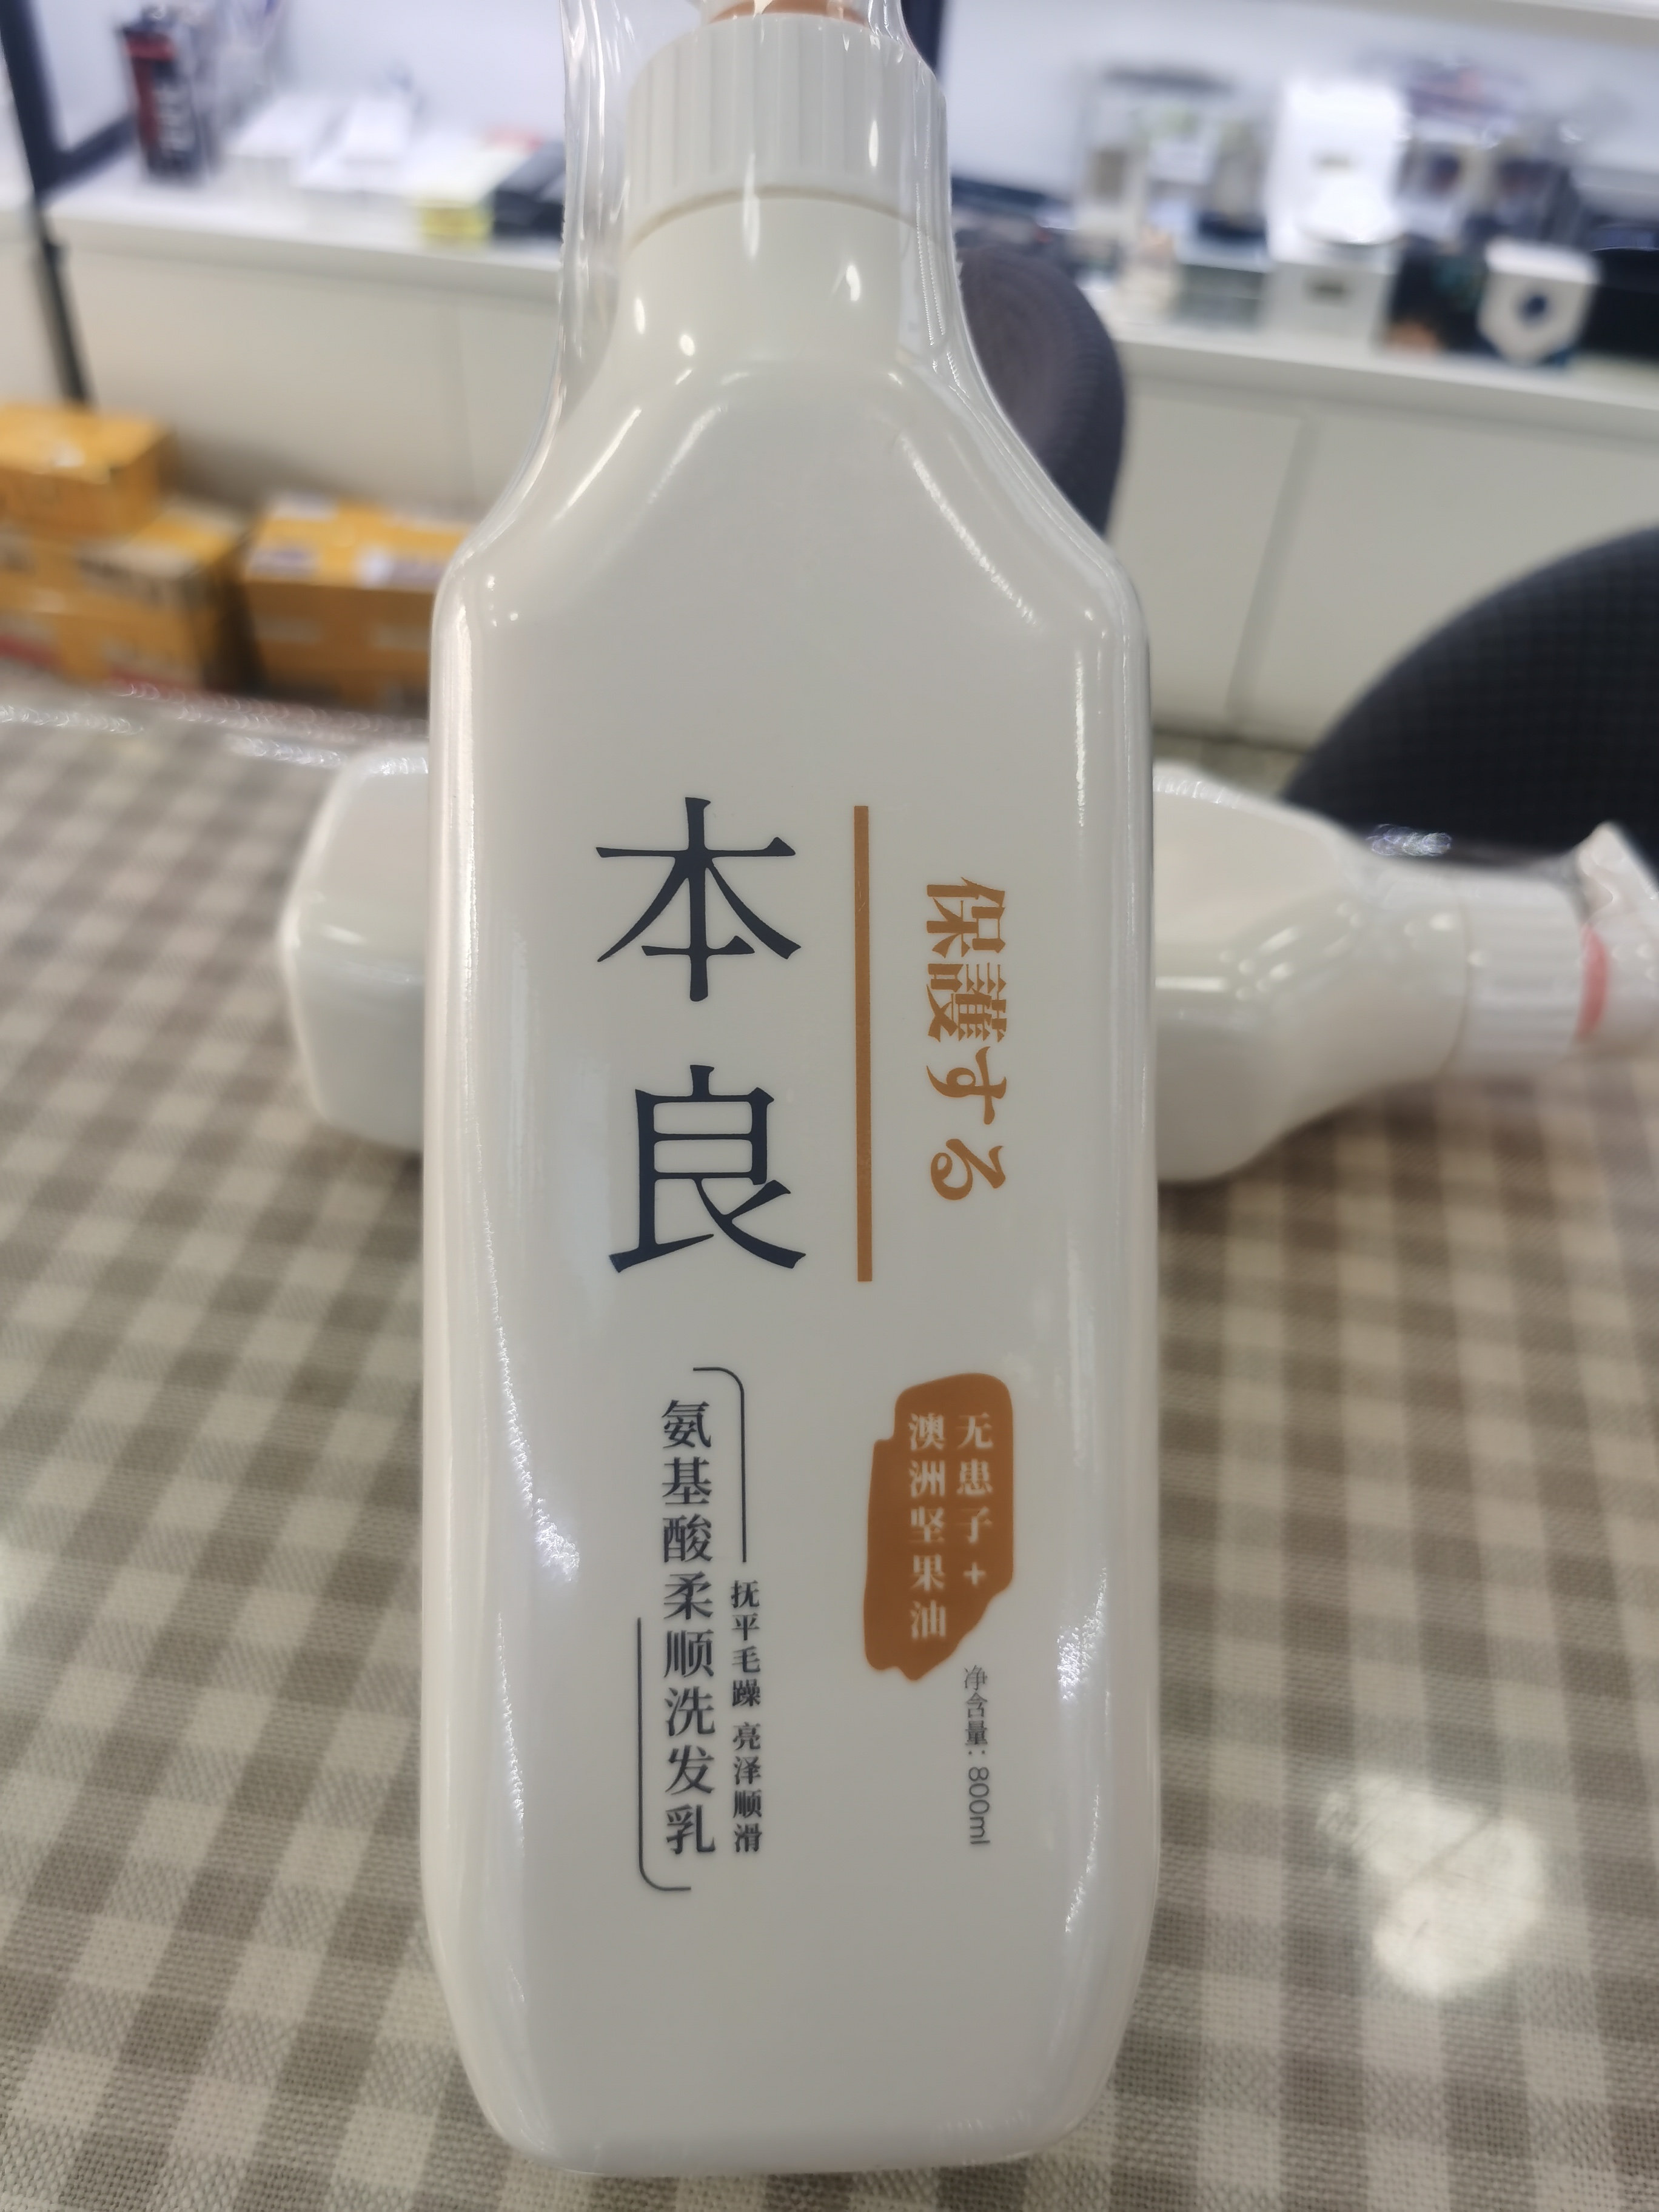 本良
保護する
无患子+
澳洲坚果油
净含量：800ml
抚平毛躁 亮泽顺滑
氨基酸柔顺洗发乳